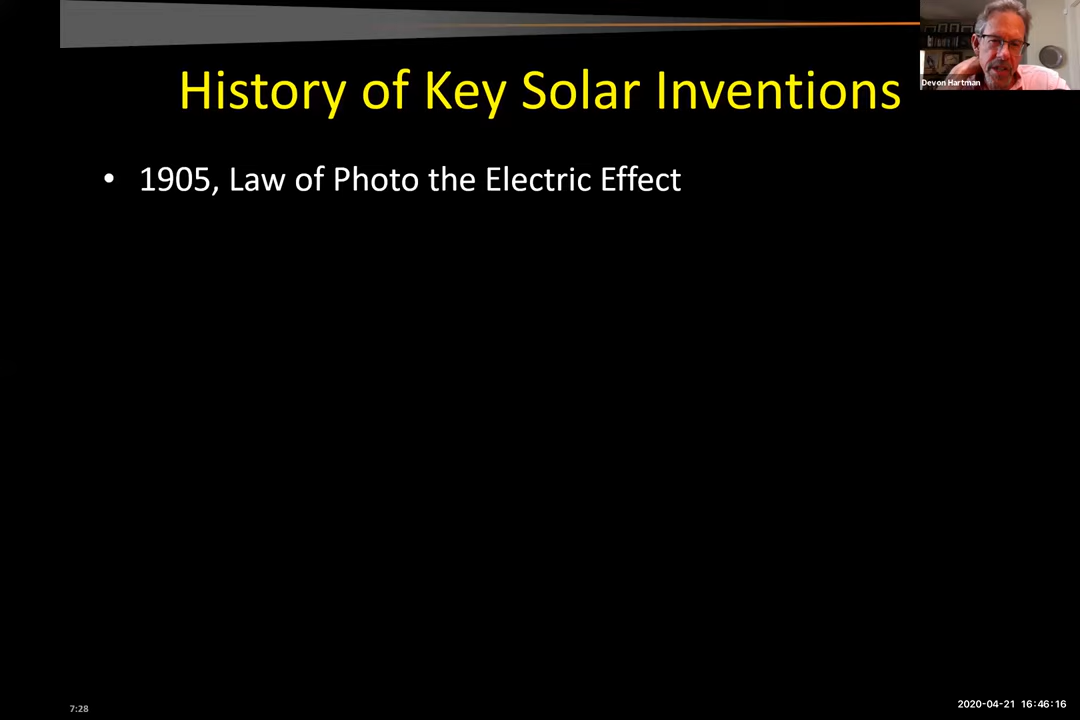 Devon Hartman
History of Key Solar Inventions
• 1905, Law of Photo the Electric Effect
7:28
2020-04-21 16:46:16